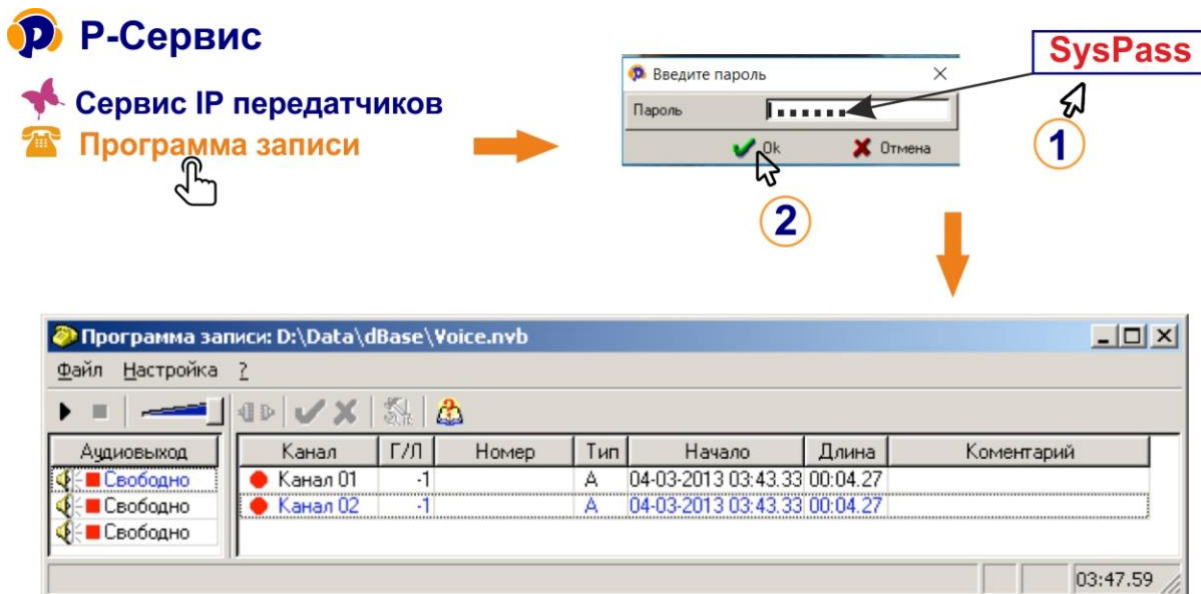 Р-Сервис
Сервис IP передатчиков
Программа записи
Введите пароль
SysPass
Пароль
Ok
Отмена
1
2
Программа записи: D:\Data\dBase\Voice.nvb
Файл Настройка ?
Аудиовыход Канал Г/Л Номер Тип Начало Длина Коментарий
Свободно Канал 01 -1 А 04-03-2013 03:43.33 00:04.27
Свободно Канал 02 -1 А 04-03-2013 03:43.33 00:04.27
Свободно
03:47.59